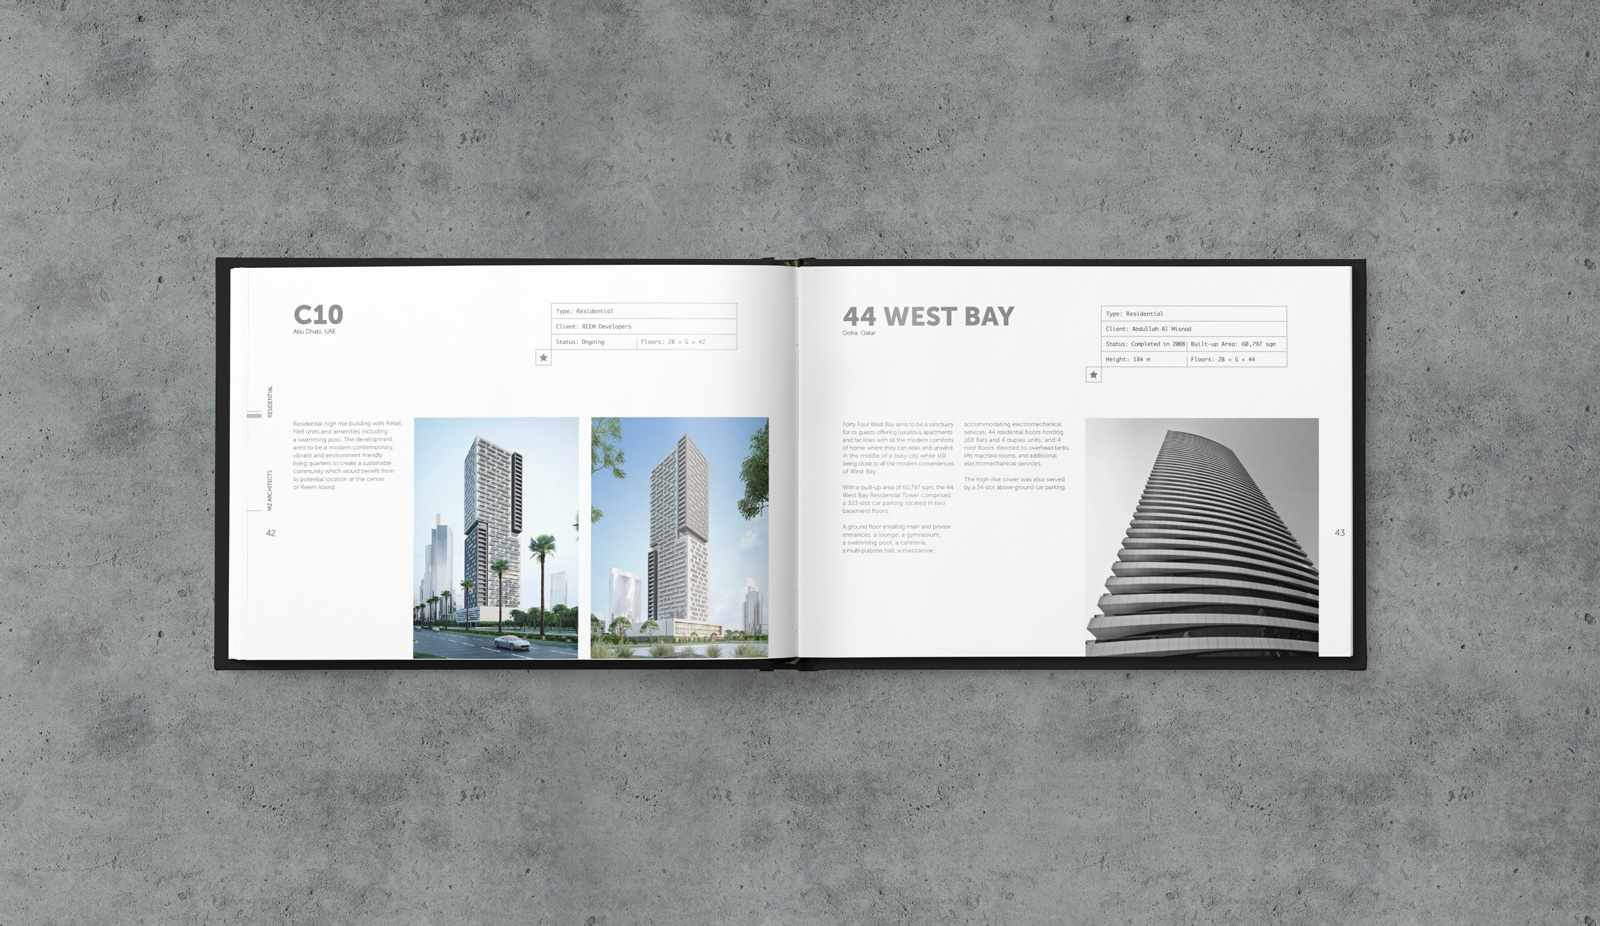 C10
Abu Dhabi, UAE
Type: Residential
Client: REEM Developers
Status: Ongoing
Floors: 2B + G + 42
RESIDENTIAL
MZ ARCHITECTS
42
Residential high rise building with Retail,
F&B units and amenities including
a swimming pool. The development
aims to be a modern contemporary,
vibrant and environment friendly
living quarters to create a sustainable
community which would benefit from
its potential location at the center
of Reem Island.
44 WEST BAY
Doha, Qatar
Type: Residential
Client: Abdullah Al Misnad
Status: Completed in 2008
Built-up Area: 60,797 sqm
Height: 184 m
Floors: 2B + G + 44
Forty Four West Bay aims to be a sanctuary
for its guests offering luxurious apartments
and facilities with all the modern comforts
of home where they can relax and unwind
in the middle of a busy city while still
being close to all the modern conveniences
of West Bay.
With a built-up area of 60,797 sqm, the 44
West Bay Residential Tower comprised
a 323-slot car parking located in two
basement floors.
A ground floor entailing main and private
entrances, a lounge, a gymnasium,
a swimming pool, a cafeteria,
a multi-purpose hall, a mezzanine
accommodating electromechanical
services; 44 residential floors hosting
168 flats and 4 duplex units; and 4
roof floors devoted to overhead tanks,
lifts machine rooms, and additional
electromechanical services.
The high-rise tower was also served
by a 34-slot above-ground car parking.
43